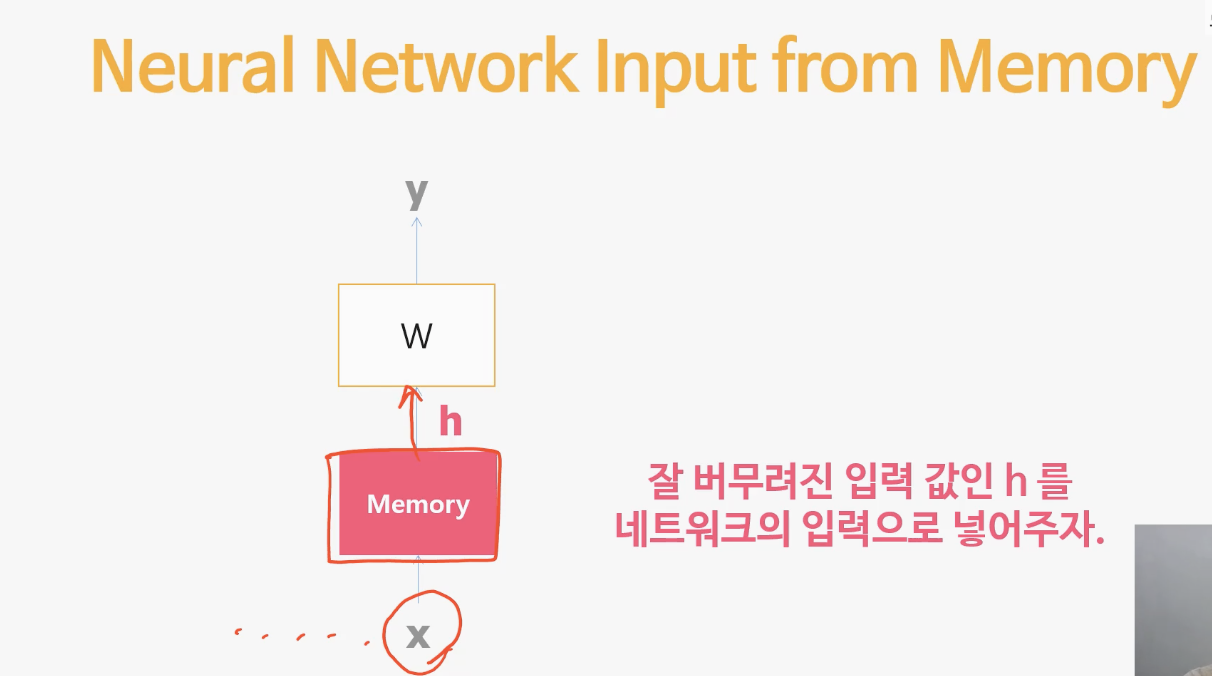 Neural Network Input from Memory
y
W
h
Memory
잘 버무려진 입력 값인 h 를
네트워크의 입력으로 넣어주자.
x